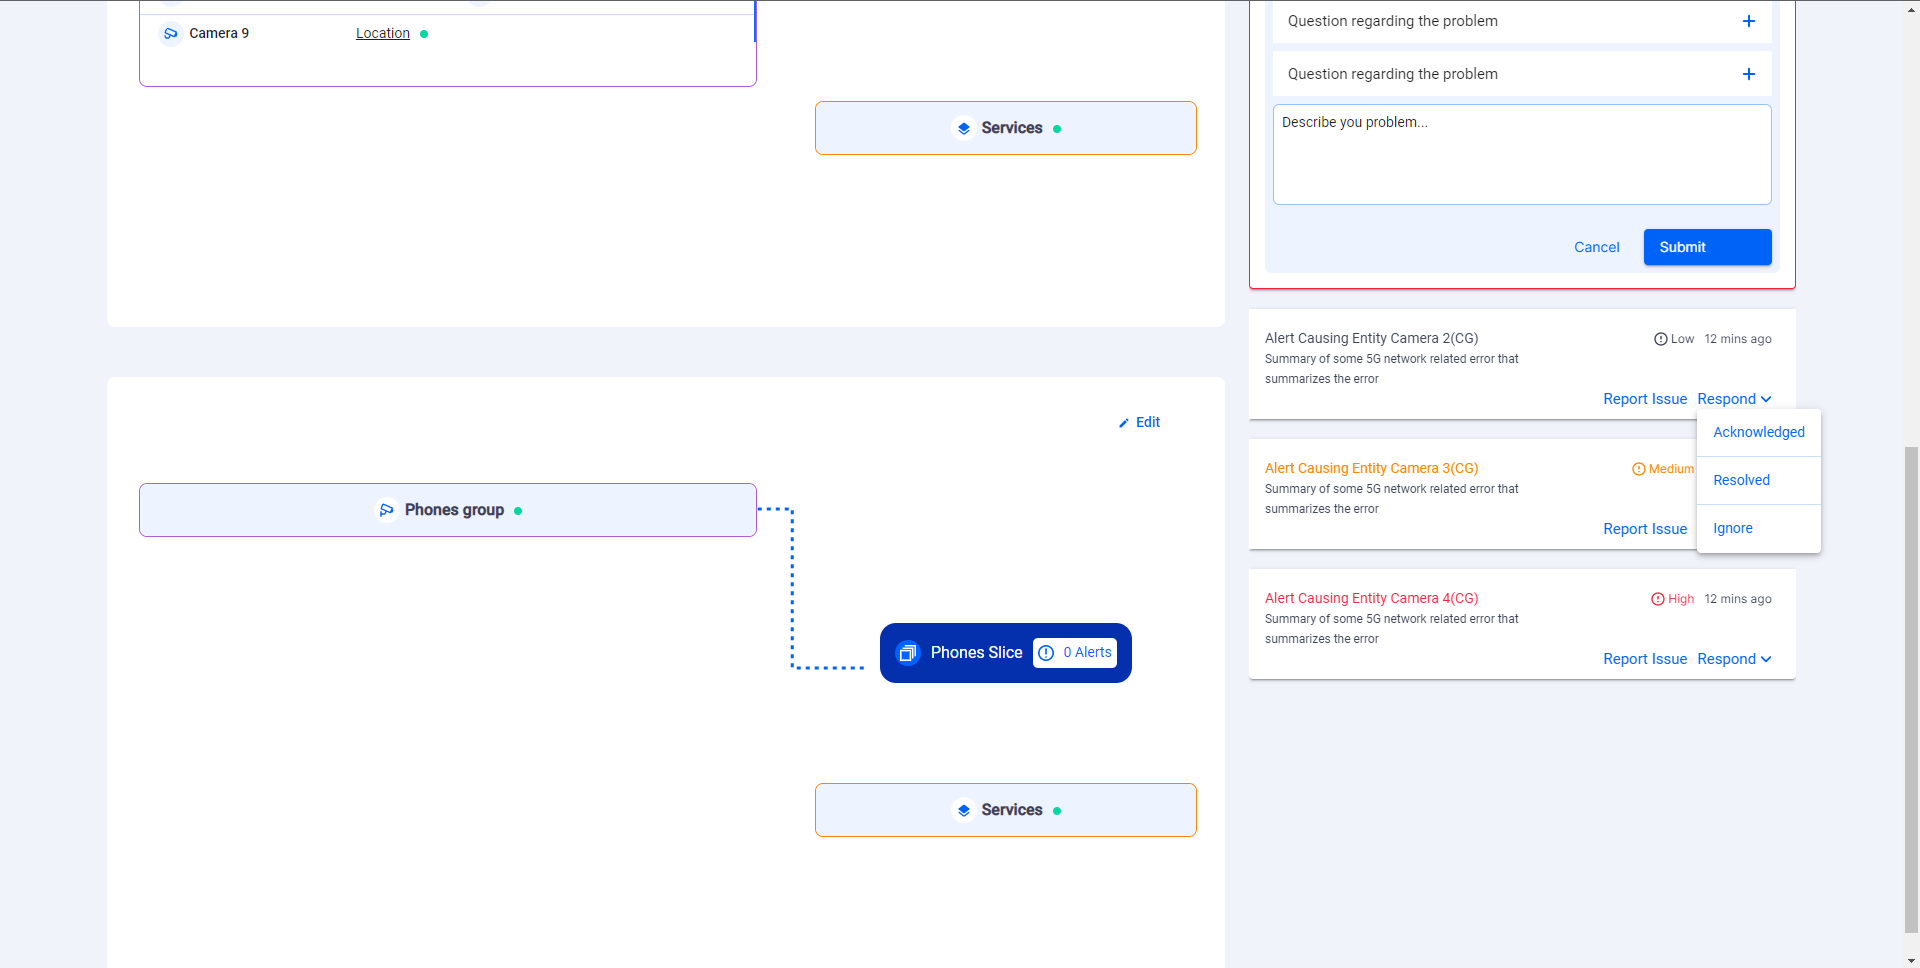 Camera 9 Location
Services
Edit
Phones group
Phones Slice 0 Alerts
Services
Question regarding the problem
Question regarding the problem
Describe you problem...
Cancel Submit
Alert Causing Entity Camera 2(CG) Low 12 mins ago
Summary of some 5G network related error that
summarizes the error
Report Issue Respond
Acknowledged
Resolved
Ignore
Alert Causing Entity Camera 3(CG) Medium
Summary of some 5G network related error that
summarizes the error
Report Issue
Alert Causing Entity Camera 4(CG) High 12 mins ago
Summary of some 5G network related error that
summarizes the error
Report Issue Respond